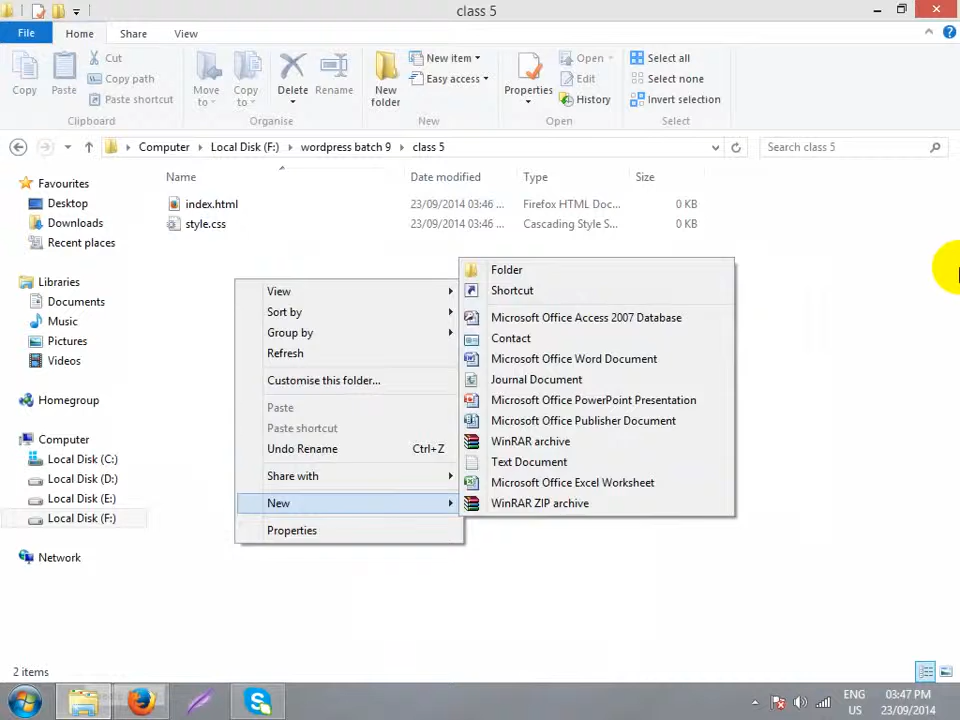 class 5
File
Home
Share
View
Copy
Paste
Cut
Copy path
Paste shortcut
Clipboard
Move to
Copy to
Delete
Rename
Organise
New folder
New item
Easy access
New
Properties
Open
Edit
History
Open
Select all
Select none
Invert selection
Select
Computer
Local Disk (F:)
wordpress batch 9
class 5
Search class 5
Name
Date modified
Type
Size
index.html
23/09/2014 03:46 ...
Firefox HTML Doc...
0 KB
style.css
23/09/2014 03:46 ...
Cascading Style S...
0 KB
Favourites
Desktop
Downloads
Recent places
Libraries
Documents
Music
Pictures
Videos
Homegroup
Computer
Local Disk (C:)
Local Disk (D:)
Local Disk (E:)
Local Disk (F:)
Network
View
Sort by
Group by
Refresh
Customise this folder...
Paste
Paste shortcut
Undo Rename Ctrl+Z
Share with
New
Properties
Folder
Shortcut
Microsoft Office Access 2007 Database
Contact
Microsoft Office Word Document
Journal Document
Microsoft Office PowerPoint Presentation
Microsoft Office Publisher Document
WinRAR archive
Text Document
Microsoft Office Excel Worksheet
WinRAR ZIP archive
2 items
ENG
US
03:47 PM
23/09/2014